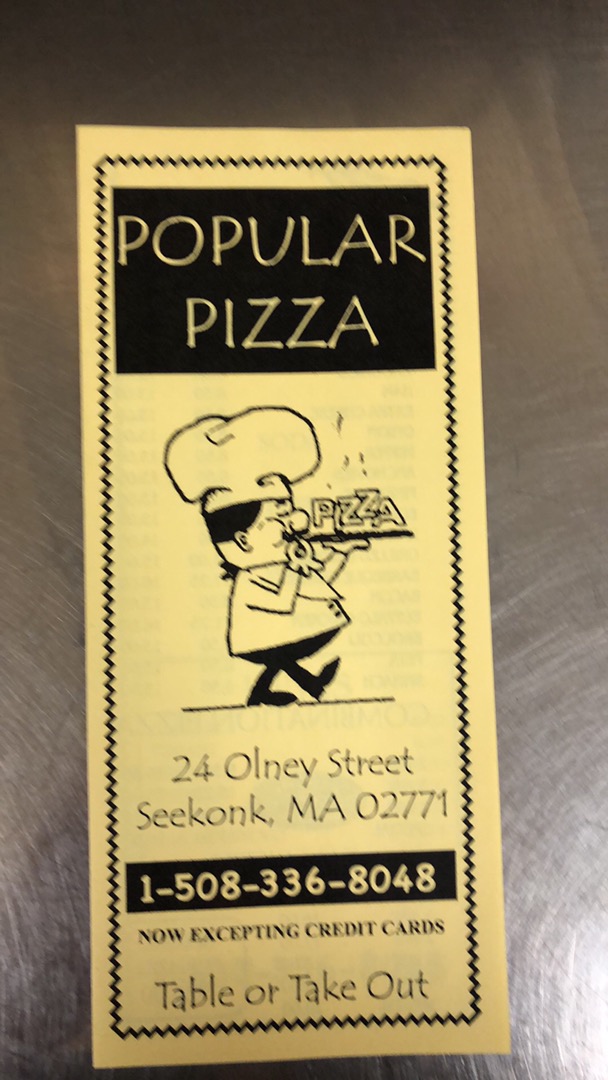 POPULAR
PIZZA
PIZZA
24 Olney Street
Seekonk, MA 02771
1-508-336-8048
NOW EXCEPTING CREDIT CARDS
Table or Take Out